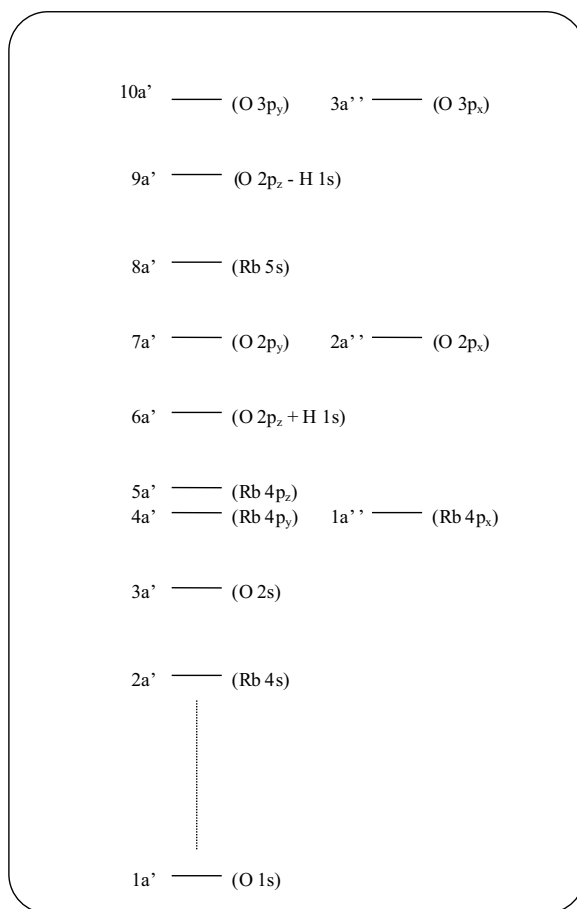 10a’ (O 3py) 3a’’ (O 3px)
9a’ (O 2pz - H 1s)
8a’ (Rb 5s)
7a’ (O 2py) 2a’’ (O 2px)
6a’ (O 2pz + H 1s)
5a’ (Rb 4pz)
4a’ (Rb 4py) 1a’’ (Rb 4px)
3a’ (O 2s)
2a’ (Rb 4s)
1a’ (O 1s)